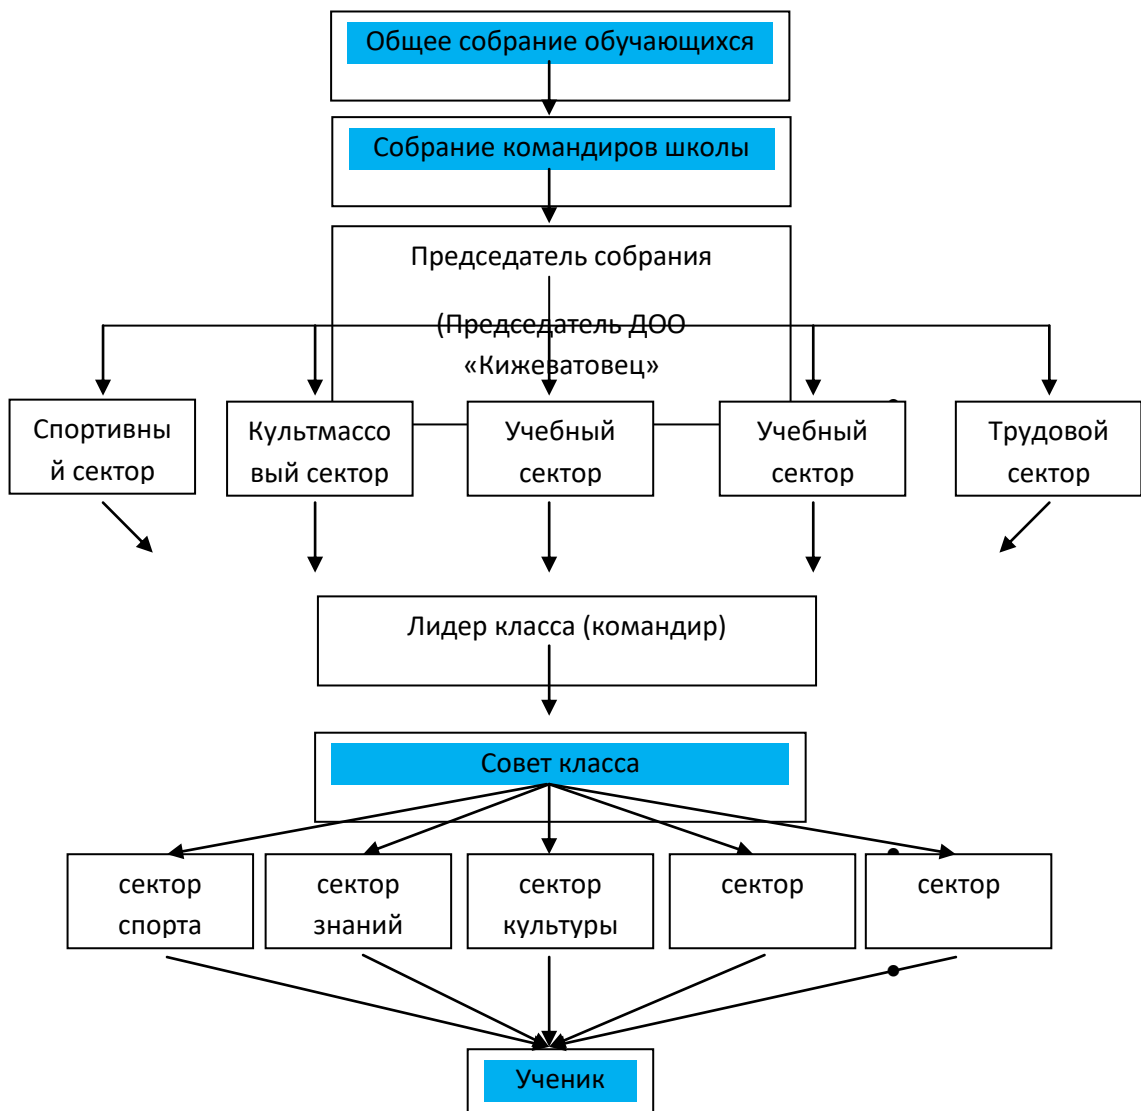 Общее собрание обучающихся
Собрание командиров школы
Председатель собрания
(Председатель ДОО
«Кижеватовец»
Спортивны
й сектор
Культмассо
вый сектор
Учебный
сектор
Учебный
сектор
Трудовой
сектор
Лидер класса (командир)
Совет класса
сектор
спорта
сектор
знаний
сектор
культуры
сектор
сектор
Ученик